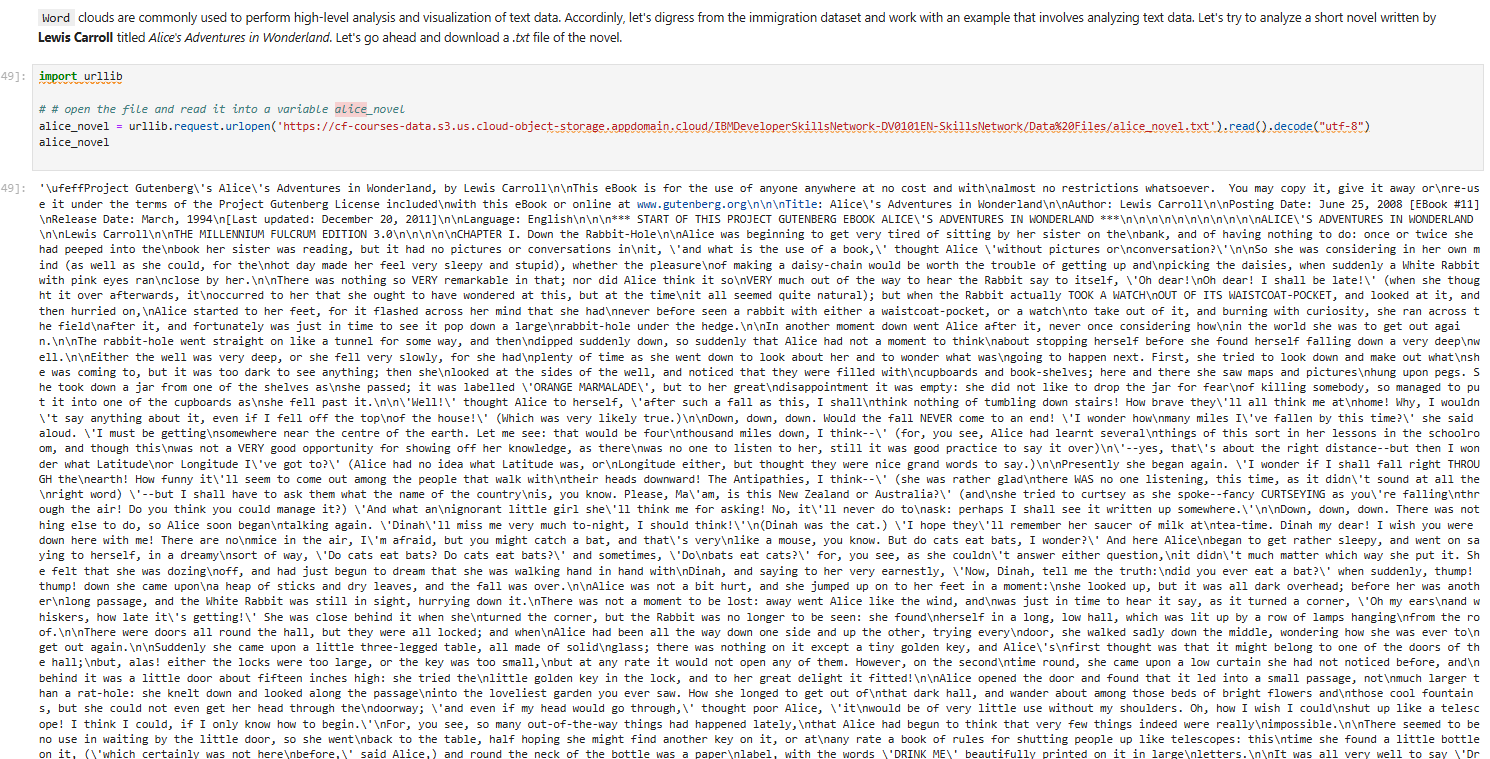 Word clouds are commonly used to perform high-level analysis and visualization of text data. Accordinly, let's digress from the immigration dataset and work with an example that involves analyzing text data. Let's try to analyze a short novel written by
Lewis Carroll titled Alice's Adventures in Wonderland. Let's go ahead and download a .txt file of the novel.
49]: import urllib
# # open the file and read it into a variable alice_novel
alice_novel = urllib.request.urlopen('https://cf-courses-data.s3.us.cloud-object-storage.appdomain.cloud/IBMDeveloperSkillsNetwork-DV0101EN-SkillsNetwork/Data%20Files/alice_novel.txt').read().decode("utf-8")
alice_novel
49]: '\ufeffProject Gutenberg\'s Alice\'s Adventures in Wonderland, by Lewis Carroll\n\nThis eBook is for the use of anyone anywhere at no cost and with\nalmost no restrictions whatsoever.  You may copy it, give it away or\nre-us
e it under the terms of the Project Gutenberg License included\nwith this eBook or online at www.gutenberg.org\n\n\nTitle: Alice\'s Adventures in Wonderland\n\nAuthor: Lewis Carroll\n\nPosting Date: June 25, 2008 [EBook #11]
\nRelease Date: March, 1994\n[Last updated: December 20, 2011]\n\nLanguage: English\n\n\n*** START OF THIS PROJECT GUTENBERG EBOOK ALICE\'S ADVENTURES IN WONDERLAND ***\n\n\n\n\n\n\n\n\n\n\nALICE\'S ADVENTURES IN WONDERLAND
\n\nLewis Carroll\n\nTHE MILLENNIUM FULCRUM EDITION 3.0\n\n\n\n\nCHAPTER I. Down the Rabbit-Hole\n\nAlice was beginning to get very tired of sitting by her sister on the\nbank, and of having nothing to do: once or twice she
had peeped into the\nbook her sister was reading, but it had no pictures or conversations in\nit, \'and what is the use of a book,\' thought Alice \'without pictures or\nconversation?\'\n\nSo she was considering in her own m
ind (as well as she could, for the\nhot day made her feel very sleepy and stupid), whether the pleasure\nof making a daisy-chain would be worth the trouble of getting up and\npicking the daisies, when suddenly a White Rabbit
with pink eyes ran\nclose by her.\n\nThere was nothing so VERY remarkable in that; nor did Alice think it so\nVERY much out of the way to hear the Rabbit say to itself, \'Oh dear!\nOh dear! I shall be late!\' (when she thoug
ht it over afterwards, it\noccurred to her that she ought to have wondered at this, but at the time\nit all seemed quite natural); but when the Rabbit actually TOOK A WATCH\nOUT OF ITS WAISTCOAT-POCKET, and looked at it, and
then hurried on,\nAlice started to her feet, for it flashed across her mind that she had\nnever before seen a rabbit with either a waistcoat-pocket, or a watch\nto take out of it, and burning with curiosity, she ran across t
he field\nafter it, and fortunately was just in time to see it pop down a large\nrabbit-hole under the hedge.\n\nIn another moment down went Alice after it, never once considering how\nin the world she was to get out agai
n.\n\nThe rabbit-hole went straight on like a tunnel for some way, and then\ndipped suddenly down, so suddenly that Alice had not a moment to think\nabout stopping herself before she found herself falling down a very deep\nw
ell.\n\nEither the well was very deep, or she fell very slowly, for she had\nplenty of time as she went down to look about her and to wonder what was\ngoing to happen next. First, she tried to look down and make out what\nsh
e was coming to, but it was too dark to see anything; then she\nlooked at the sides of the well, and noticed that they were filled with\ncupboards and book-shelves; here and there she saw maps and pictures\nhung upon pegs. S
he took down a jar from one of the shelves as\nshe passed; it was labelled \'ORANGE MARMALADE\', but to her great\ndisappointment it was empty: she did not like to drop the jar for fear\nof killing somebody, so managed to pu
t it into one of the cupboards as\nshe fell past it.\n\n\'Well!\' thought Alice to herself, \'after such a fall as this, I shall\nthink nothing of tumbling down stairs! How brave they\'ll all think me at\nhome! Why, I wouldn
\'t say anything about it, even if I fell off the top\nof the house!\' (Which was very likely true.)\n\nDown, down, down. Would the fall NEVER come to an end! \'I wonder how\nmany miles I\'ve fallen by this time?\' she said
aloud. \'I must be getting\nsomewhere near the centre of the earth. Let me see: that would be four\nthousand miles down, I think--\' (for, you see, Alice had learnt several\nthings of this sort in her lessons in the schoolro
om, and though this\nwas not a VERY good opportunity for showing off her knowledge, as there\nwas no one to listen to her, still it was good practice to say it over)\n\'--yes, that\'s about the right distance--but then I won
der what Latitude\nor Longitude I\'ve got to?\' (Alice had no idea what Latitude was, or\nLongitude either, but thought they were nice grand words to say.)\n\nPresently she began again. \'I wonder if I shall fall right THROU
GH the\nearth! How funny it\'ll seem to come out among the people that walk with\ntheir heads downward! The Antipathies, I think--\' (she was rather glad\nthere WAS no one listening, this time, as it didn\'t sound at all the
\nright word) \'--but I shall have to ask them what the name of the country\nis, you know. Please, Ma\'am, is this New Zealand or Australia?\' (and\nshe tried to curtsey as she spoke--fancy CURTSEYING as you\'re falling\nthr
ough the air! Do you think you could manage it?) \'And what an\nignorant little girl she\'ll think me for asking! No, it\'ll never do to\nask: perhaps I shall see it written up somewhere.\'\n\nDown, down, down. There was not
hing else to do, so Alice soon began\ntalking again. \'Dinah\'ll miss me very much to-night, I should think!\'\n(Dinah was the cat.) \'I hope they\'ll remember her saucer of milk at\ntea-time. Dinah my dear! I wish you were
down here with me! There are no\nmice in the air, I\'m afraid, but you might catch a bat, and that\'s very\nlike a mouse, you know. But do cats eat bats, I wonder?\' And here Alice\nbegan to get rather sleepy, and went on sa
ying to herself, in a dreamy\nsort of way, \'Do cats eat bats? Do cats eat bats?\' and sometimes, \'Do\nbats eat cats?\' for, you see, as she couldn\'t answer either question,\nit didn\'t much matter which way she put it. Sh
e felt that she was dozing\noff, and had just begun to dream that she was walking hand in hand with\nDinah, and saying to her very earnestly, \'Now, Dinah, tell me the truth:\ndid you ever eat a bat?\' when suddenly, thump!
thump! down she came upon\na heap of sticks and dry leaves, and the fall was over.\n\nAlice was not a bit hurt, and she jumped up on to her feet in a moment:\nshe looked up, but it was all dark overhead; before her was anoth
er\nlong passage, and the White Rabbit was still in sight, hurrying down it.\nThere was not a moment to be lost: away went Alice like the wind, and\nwas just in time to hear it say, as it turned a corner, \'Oh my ears\nand w
hiskers, how late it\'s getting!\' She was close behind it when she\nturned the corner, but the Rabbit was no longer to be seen: she found\nherself in a long, low hall, which was lit up by a row of lamps hanging\nfrom the ro
of.\n\nThere were doors all round the hall, but they were all locked; and when\nAlice had been all the way down one side and up the other, trying every\ndoor, she walked sadly down the middle, wondering how she was ever to\n
get out again.\n\nSuddenly she came upon a little three-legged table, all made of solid\nglass; there was nothing on it except a tiny golden key, and Alice\'s\nfirst thought was that it might belong to one of the doors of th
e hall;\nbut, alas! either the locks were too large, or the key was too small,\nbut at any rate it would not open any of them. However, on the second\ntime round, she came upon a low curtain she had not noticed before, and\n
behind it was a little door about fifteen inches high: she tried the\nlittle golden key in the lock, and to her great delight it fitted!\n\nAlice opened the door and found that it led into a small passage, not\nmuch larger t
han a rat-hole: she knelt down and looked along the passage\ninto the loveliest garden you ever saw. How she longed to get out of\nthat dark hall, and wander about among those beds of bright flowers and\nthose cool fountain
s, but she could not even get her head through the\ndoorway; \'and even if my head would go through,\' thought poor Alice, \'it\nwould be of very little use without my shoulders. Oh, how I wish I could\nshut up like a telesc
ope! I think I could, if I only know how to begin.\'\nFor, you see, so many out-of-the-way things had happened lately,\nthat Alice had begun to think that very few things indeed were really\nimpossible.\n\nThere seemed to be
no use in waiting by the little door, so she went\nback to the table, half hoping she might find another key on it, or at\nany rate a book of rules for shutting people up like telescopes: this\ntime she found a little bottle
on it, (\'which certainly was not here\nbefore,\' said Alice,) and round the neck of the bottle was a paper\nlabel, with the words \'DRINK ME\' beautifully printed on it in large\nletters.\n\nIt was all very well to say \'Dr